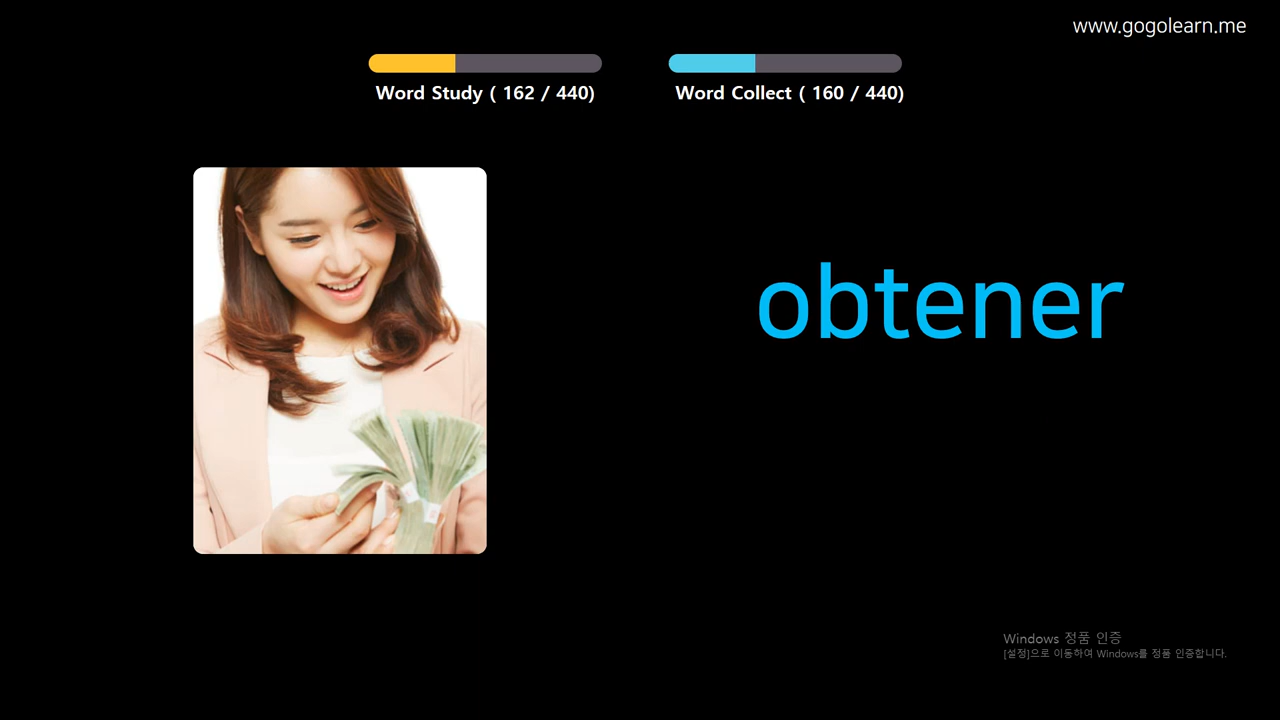 www.gogolearn.me
Word Study ( 162 / 440)
Word Collect ( 160 / 440)
obtener
Windows 정품 인증
[설정]으로 이동하여 Windows를 정품 인증합니다.